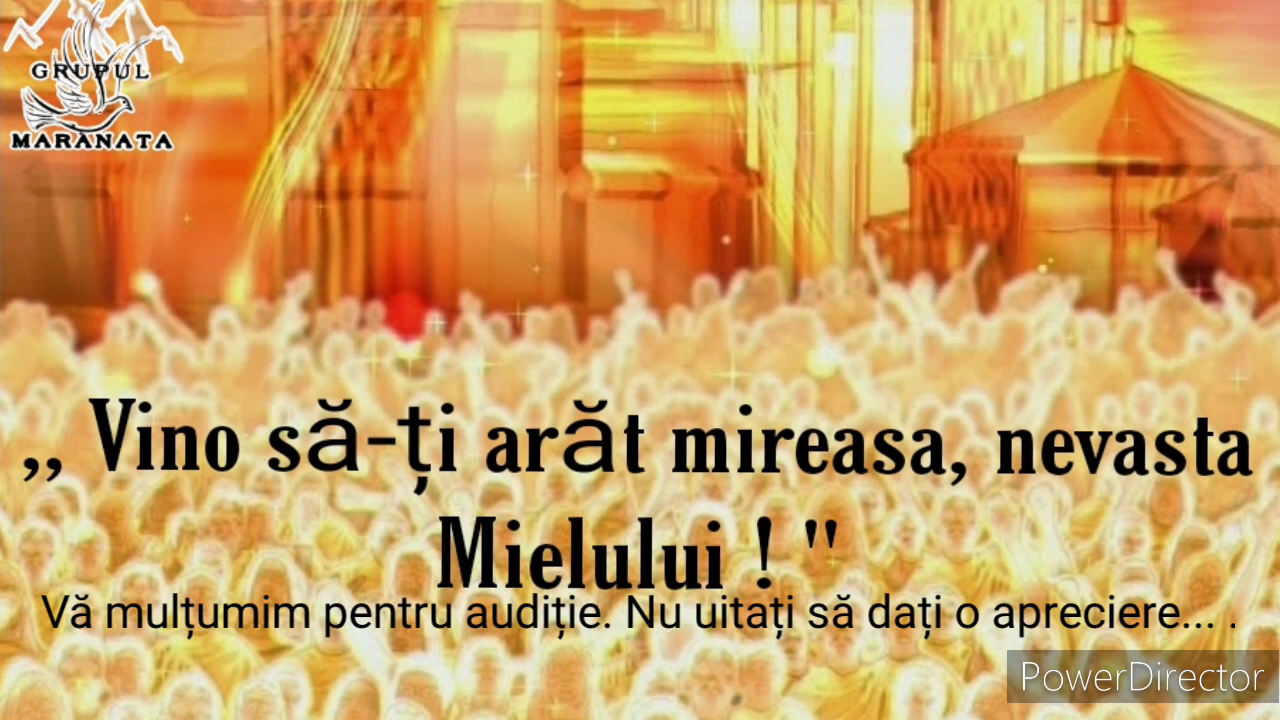 GRUPUL
MARANATA
,, Vino să-ți arăt mireasa, nevasta
Mielului ! "
Vă mulțumim pentru audiție. Nu uitați să dați o apreciere... .
PowerDirector